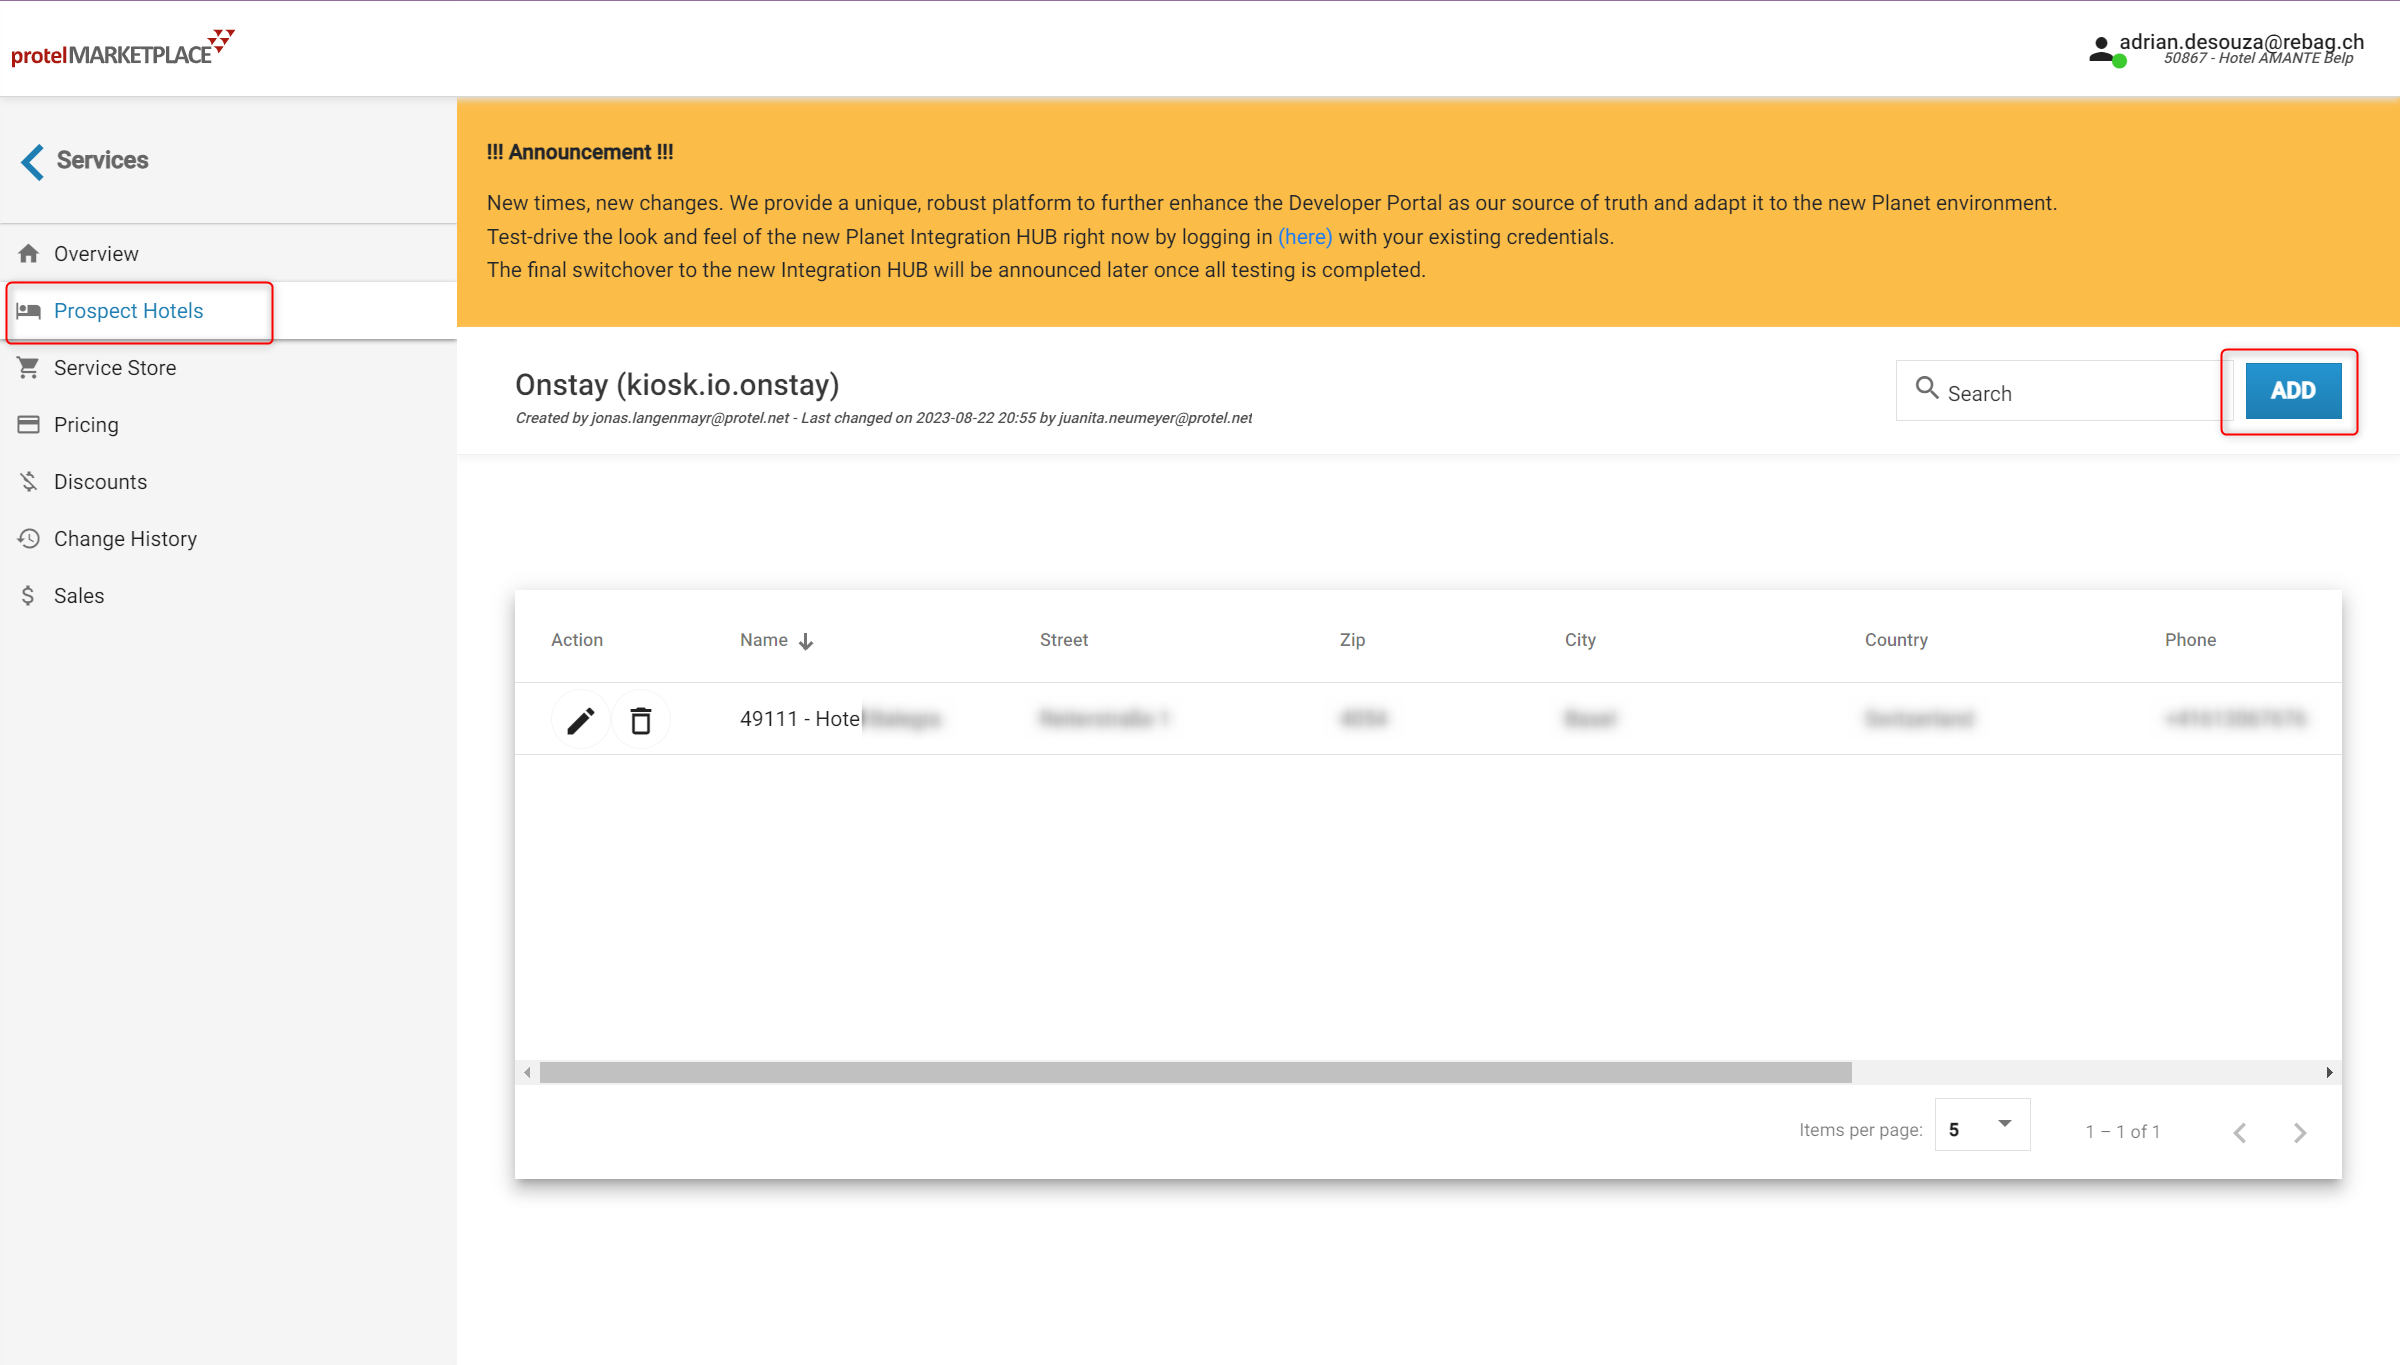 protelMARKETPLACE
adrian.desouza@rebag.ch
50867 - Hotel AMANTE Belp
Services
Overview
Prospect Hotels
Service Store
Pricing
Discounts
Change History
Sales
!!! Announcement !!!
New times, new changes. We provide a unique, robust platform to further enhance the Developer Portal as our source of truth and adapt it to the new Planet environment.
Test-drive the look and feel of the new Planet Integration HUB right now by logging in (here) with your existing credentials.
The final switchover to the new Integration HUB will be announced later once all testing is completed.
Onstay (kiosk.io.onstay)
Created by jonas.langenmayr@protel.net - Last changed on 2023-08-22 20:55 by juanita.neumeyer@protel.net
Search
ADD
Action Name Street Zip City Country Phone
49111 - Hote
Items per page: 5 1 – 1 of 1